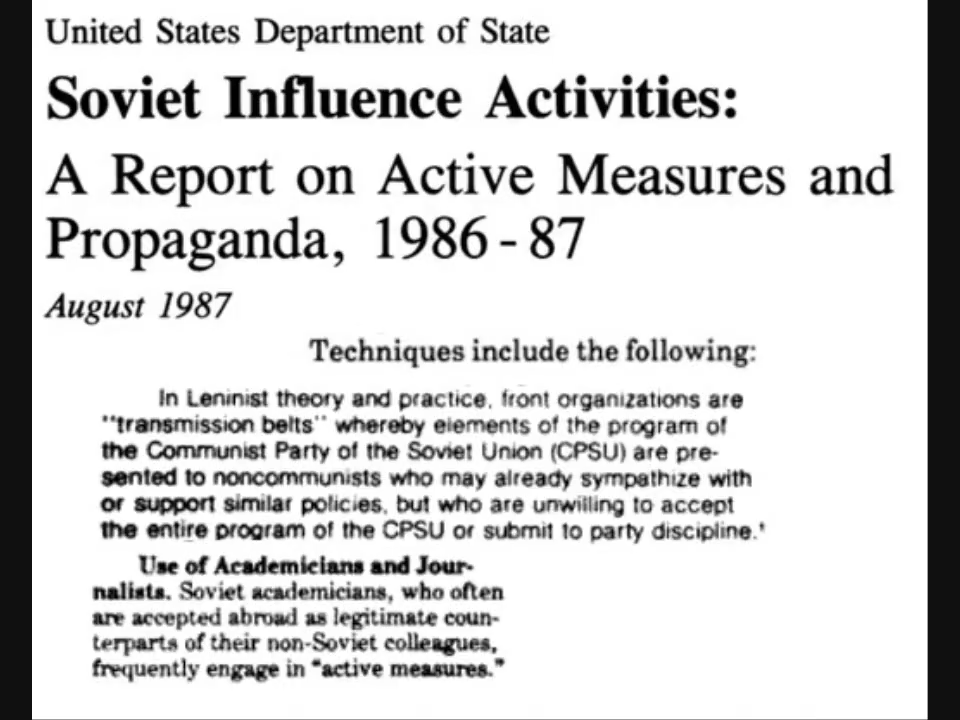 United States Department of State
Soviet Influence Activities:
A Report on Active Measures and
Propaganda, 1986-87
August 1987
Techniques include the following:
In Leninist theory and practice, front organizations are
"transmission belts" whereby elements of the program of
the Communist Party of the Soviet Union (CPSU) are pre-
sented to noncommunists who may already sympathize with
or support similar policies, but who are unwilling to accept
the entire program of the CPSU or submit to party discipline.¹
Use of Academicians and Jour-
nalists. Soviet academicians, who often
are accepted abroad as legitimate coun-
terparts of their non-Soviet colleagues,
frequently engage in "active measures."